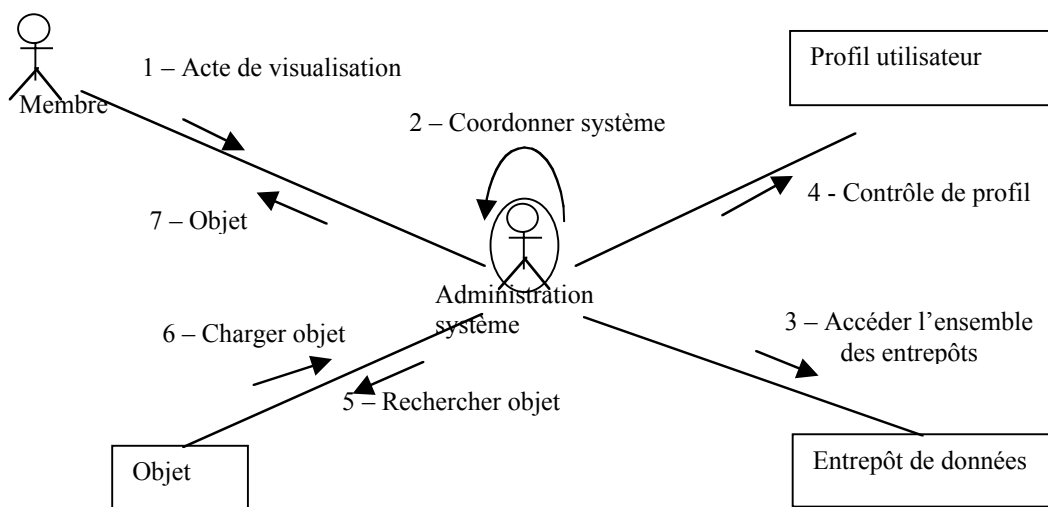 Profil utilisateur
1 – Acte de visualisation
Membre
2 – Coordonner système
4 - Contrôle de profil
7 – Objet
Administration
système
3 – Accéder l’ensemble
des entrepôts
6 – Charger objet
5 – Rechercher objet
Objet
Entrepôt de données